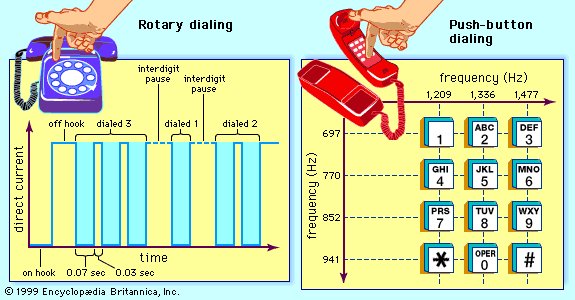 Rotary dialing
interdigit
pause
interdigit
pause
off hook
dialed 3
dialed 1
dialed 2
direct current
time
on hook
0.07 sec
0.03 sec
Push-button
dialing
frequency (Hz)
1,209 1,336 1,477
frequency (Hz)
697
1
ABC
2
DEF
3
770
GHI
4
JKL
5
MNO
6
852
PRS
7
TUV
8
WXY
9
941
*
OPER
0
#
© 1999 Encyclopædia Britannica, Inc.